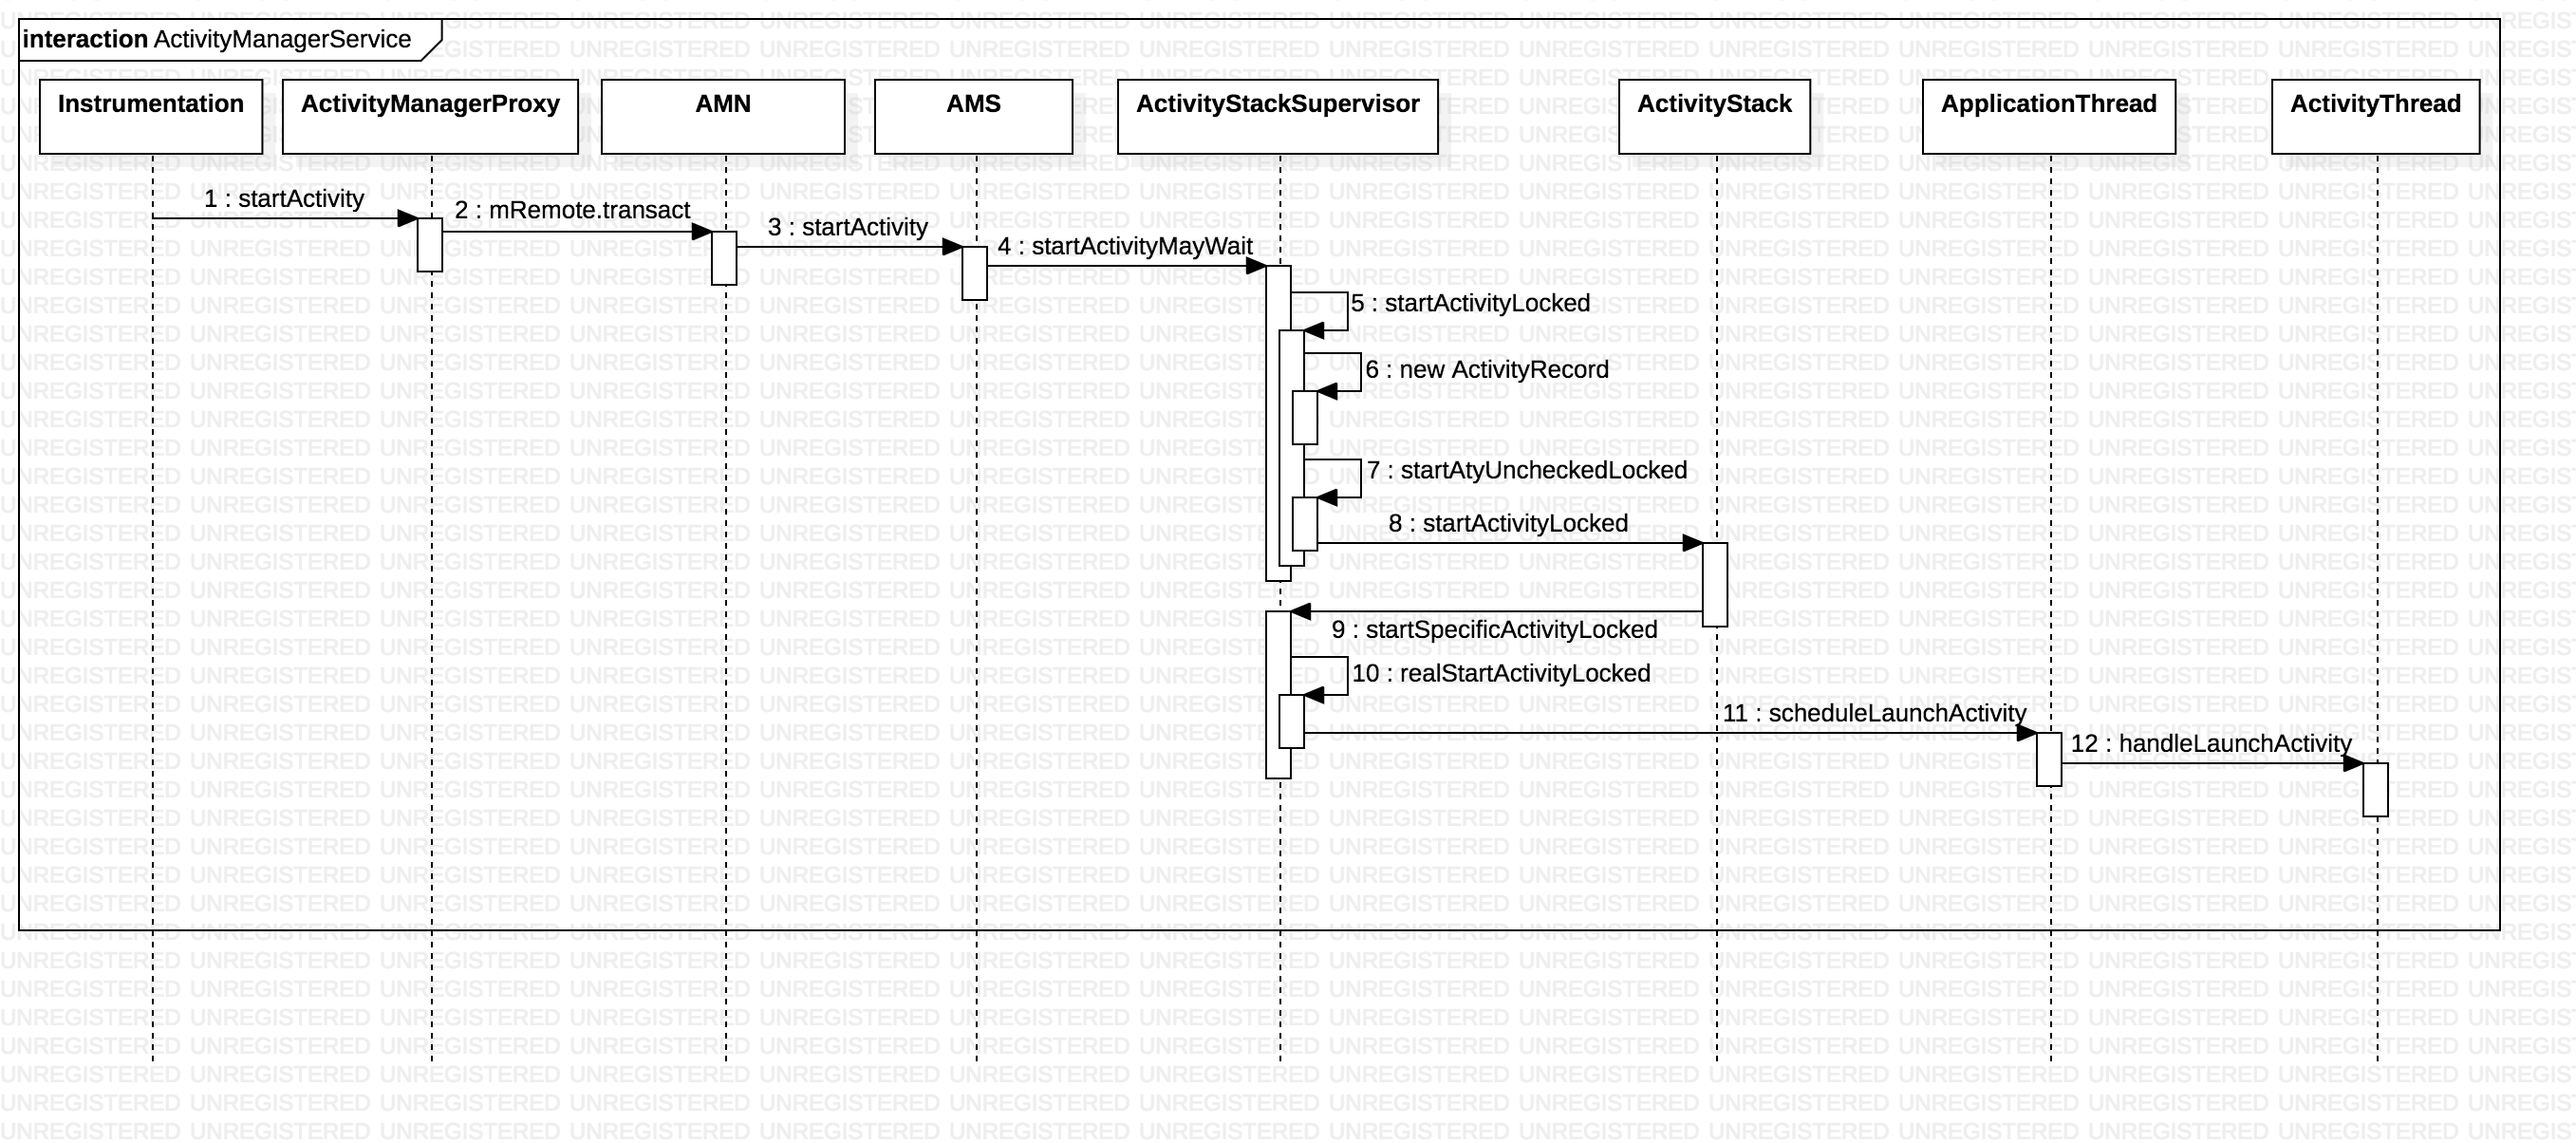 interaction ActivityManagerService
Instrumentation
ActivityManagerProxy
AMN
AMS
ActivityStackSupervisor
ActivityStack
ApplicationThread
ActivityThread
1 : startActivity
2 : mRemote.transact
3 : startActivity
4 : startActivityMayWait
5 : startActivityLocked
6 : new ActivityRecord
7 : startAtyUncheckedLocked
8 : startActivityLocked
9 : startSpecificActivityLocked
10 : realStartActivityLocked
11 : scheduleLaunchActivity
12 : handleLaunchActivity
UNREGISTERED